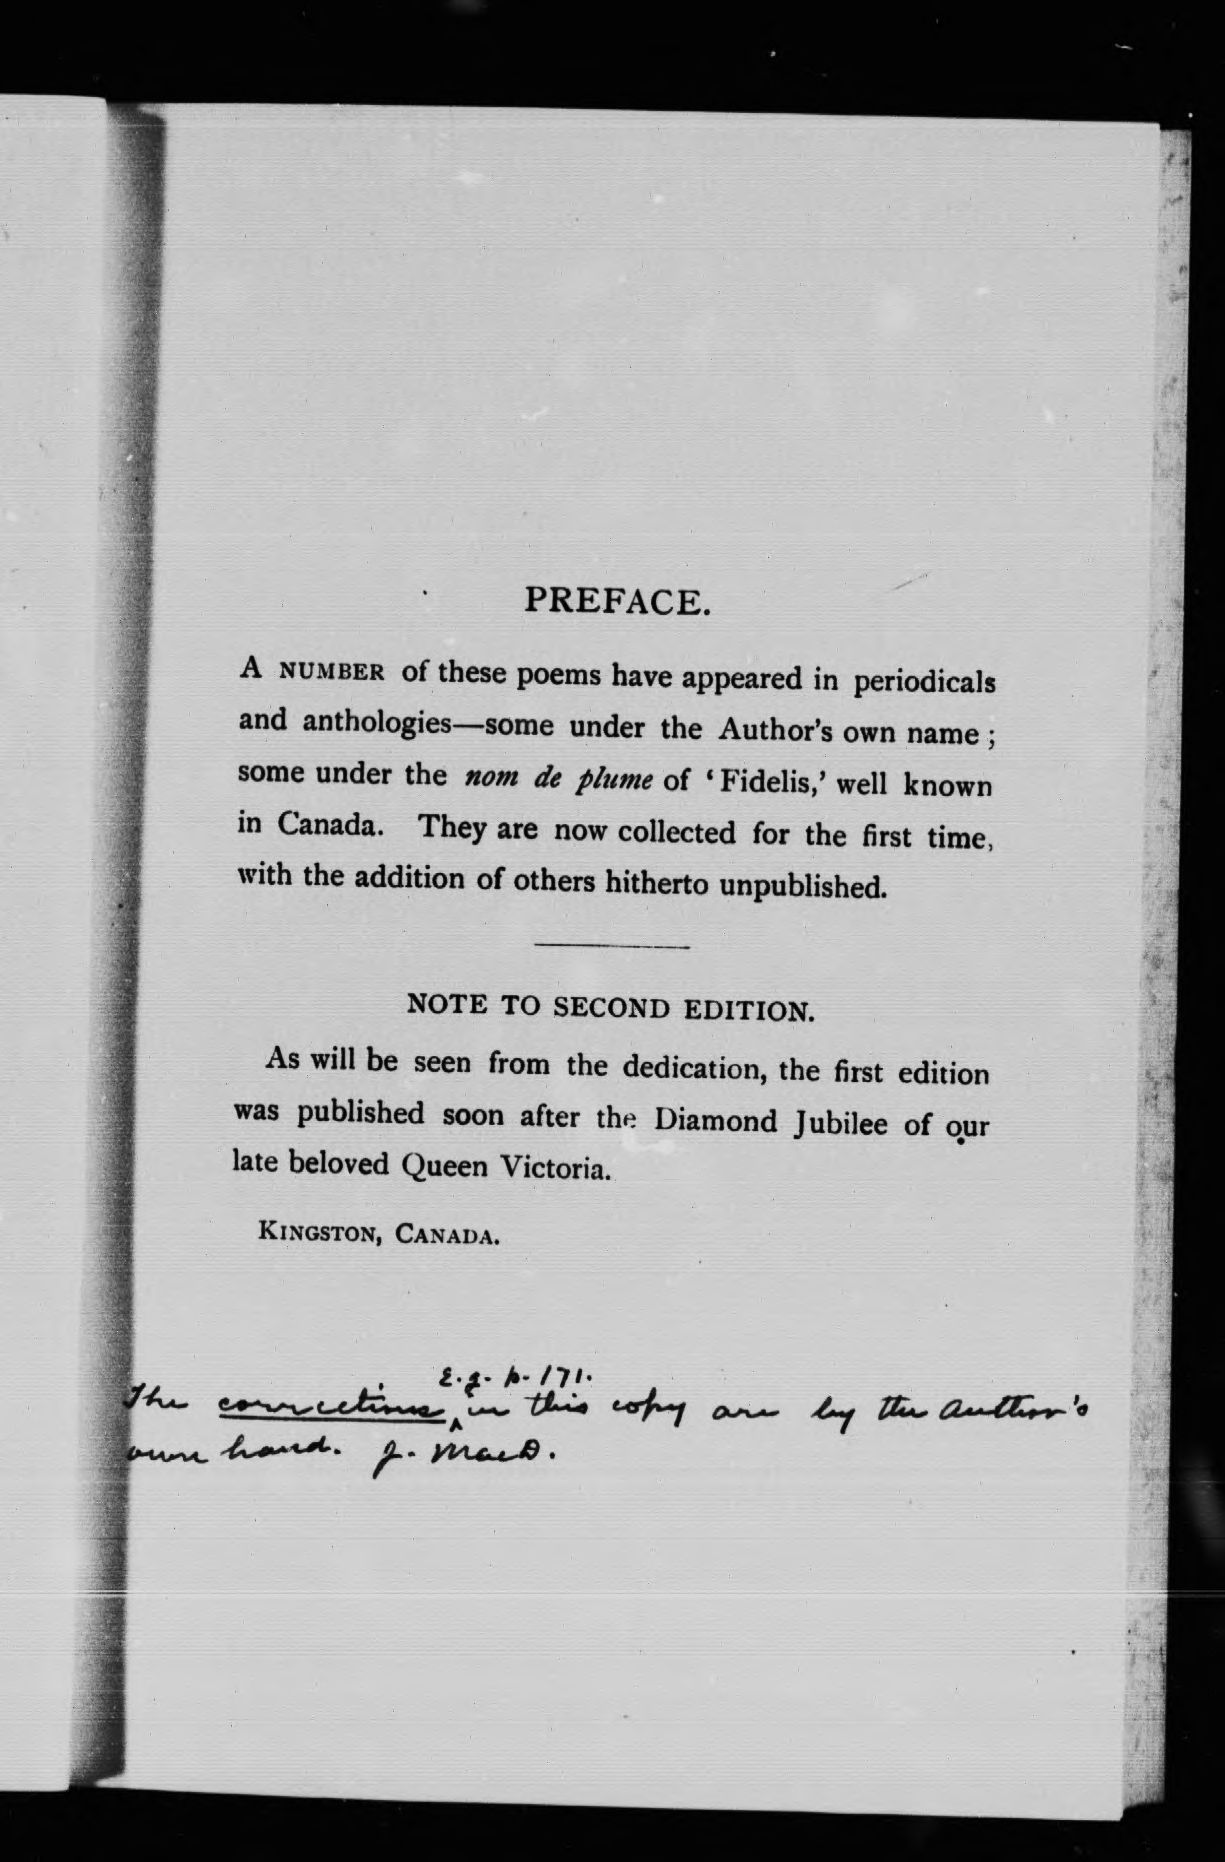 PREFACE.
A NUMBER of these poems have appeared in periodicals
and anthologies—some under the Author's own name ;
some under the nom de plume of ‘Fidelis,’ well known
in Canada. They are now collected for the first time,
with the addition of others hitherto unpublished.
NOTE TO SECOND EDITION.
As will be seen from the dedication, the first edition
was published soon after the Diamond Jubilee of our
late beloved Queen Victoria.
KINGSTON, CANADA.
E.g. p. 171.
The corrections ‸ in this copy are by the Author's
own hand. J. MacD.